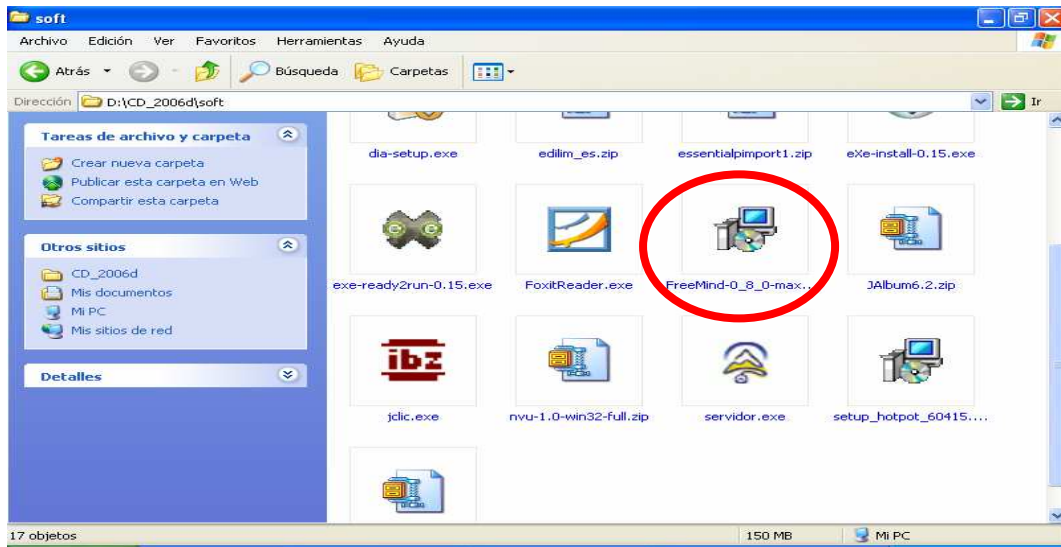 soft
Archivo Edición Ver Favoritos Herramientas Ayuda
Atrás Búsqueda Carpetas
Dirección D:\CD_2006d\soft Ir
Tareas de archivo y carpeta
Crear nueva carpeta
Publicar esta carpeta en Web
Compartir esta carpeta
Otros sitios
CD_2006d
Mis documentos
Mi PC
Mis sitios de red
Detalles
dia-setup.exe edilim_es.zip essentialpimport1.zip eXe-install-0.15.exe
exe-ready2run-0.15.exe FoxitReader.exe FreeMind-0_8_0-max... JAlbum6.2.zip
ibz
jclic.exe nvu-1.0-win32-full.zip servidor.exe setup_hotpot_60415....
17 objetos 150 MB Mi PC